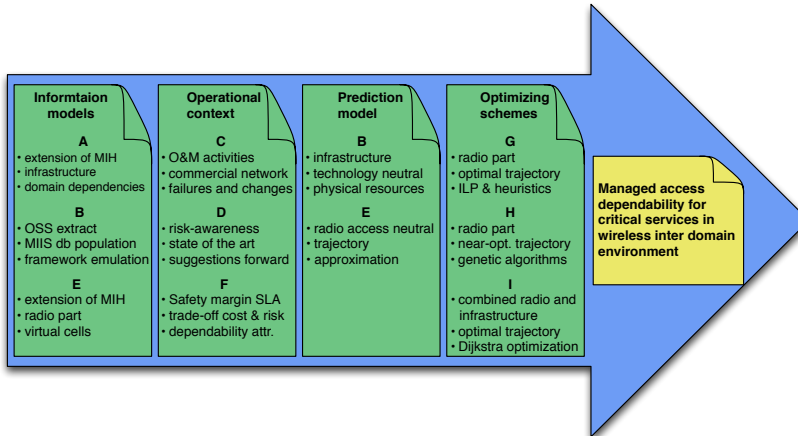 Informtaion
models
A
• extension of MIH
• infrastructure
• domain dependencies
B
• OSS extract
• MIIS db population
• framework emulation
E
• extension of MIH
• radio part
• virtual cells
Operational
context
C
• O&M activities
• commercial network
• failures and changes
D
• risk-awareness
• state of the art
• suggestions forward
F
• Safety margin SLA
• trade-off cost & risk
• dependability attr.
Prediction
model
B
• infrastructure
• technology neutral
• physical resources
E
• radio access neutral
• trajectory
• approximation
Optimizing
schemes
G
• radio part
• optimal trajectory
• ILP & heuristics
H
• radio part
• near-opt. trajectory
• genetic algorithms
I
• combined radio and
infrastructure
• optimal trajectory
• Dijkstra optimization
Managed access
dependability for
critical services in
wireless inter domain
environment